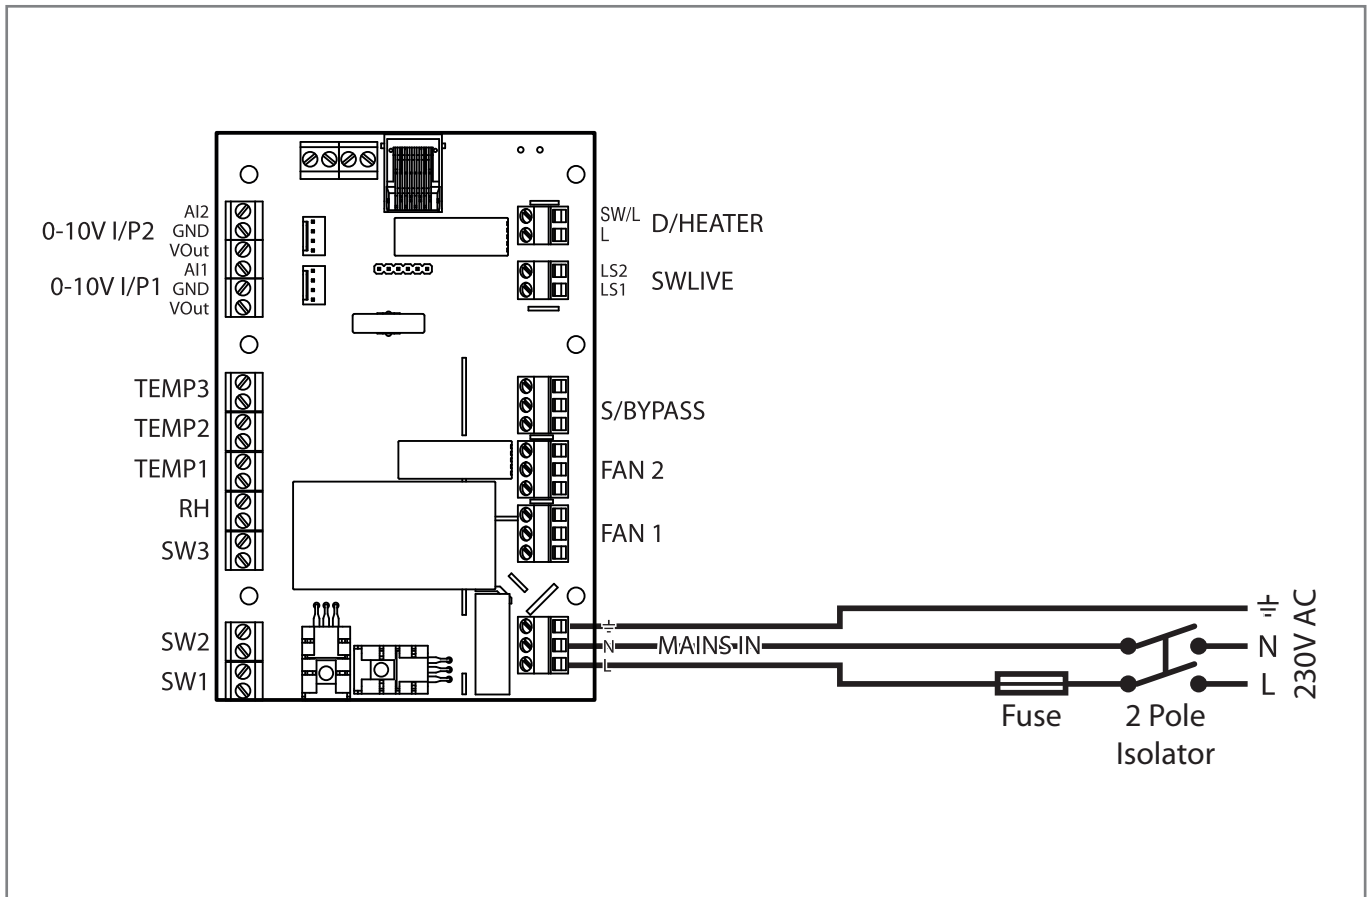 AI2
0-10V I/P2 GND
VOut
AI1
0-10V I/P1 GND
VOut
TEMP3
TEMP2
TEMP1
RH
SW3
SW2
SW1
SW/L D/HEATER
L
LS2 SWLIVE
LS1
S/BYPASS
FAN 2
FAN 1
N MAINS IN
L
N
L
230V AC
Fuse
2 Pole
Isolator